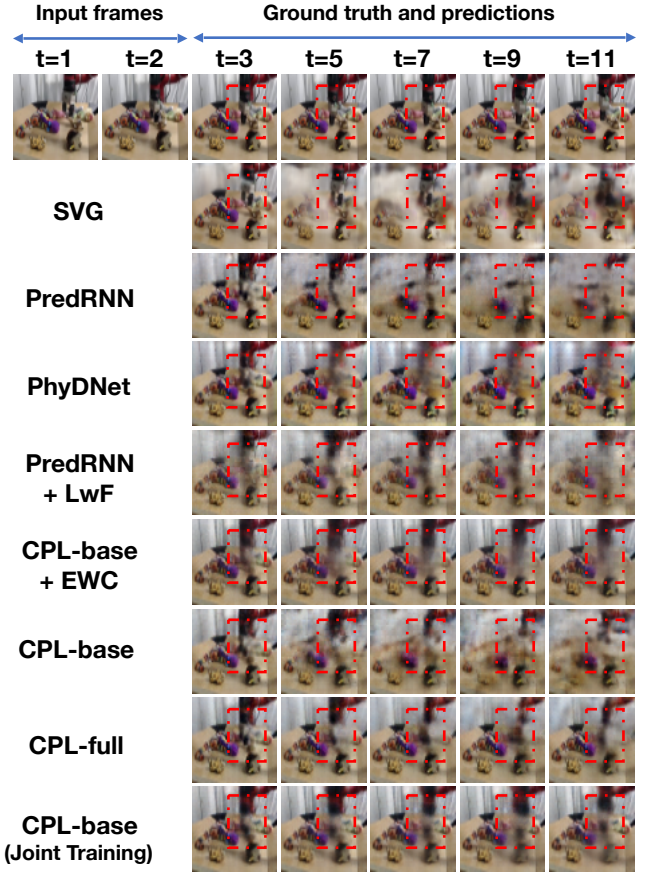 Input frames
Ground truth and predictions
t=1 t=2 t=3 t=5 t=7 t=9 t=11
SVG
PredRNN
PhyDNet
PredRNN
+ LwF
CPL-base
+ EWC
CPL-base
CPL-full
CPL-base
(Joint Training)